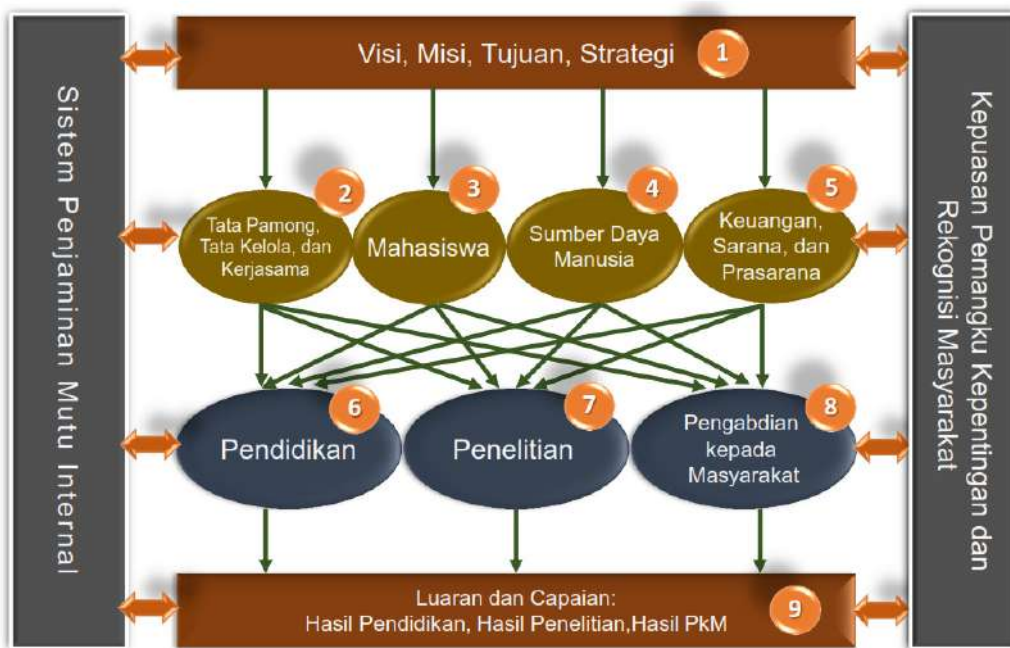 Sistem Penjaminan Mutu Internal
Visi, Misi, Tujuan, Strategi
1
2
Tata Pamong,
Tata Kelola, dan
Kerjasama
3
Mahasiswa
4
Sumber Daya
Manusia
5
Keuangan,
Sarana, dan
Prasarana
6
Pendidikan
7
Penelitian
8
Pengabdian
kepada
Masyarakat
9
Luaran dan Capaian:
Hasil Pendidikan, Hasil Penelitian,Hasil PkM
Kepuasan Pemangku Kepentingan dan
Rekognisi Masyarakat